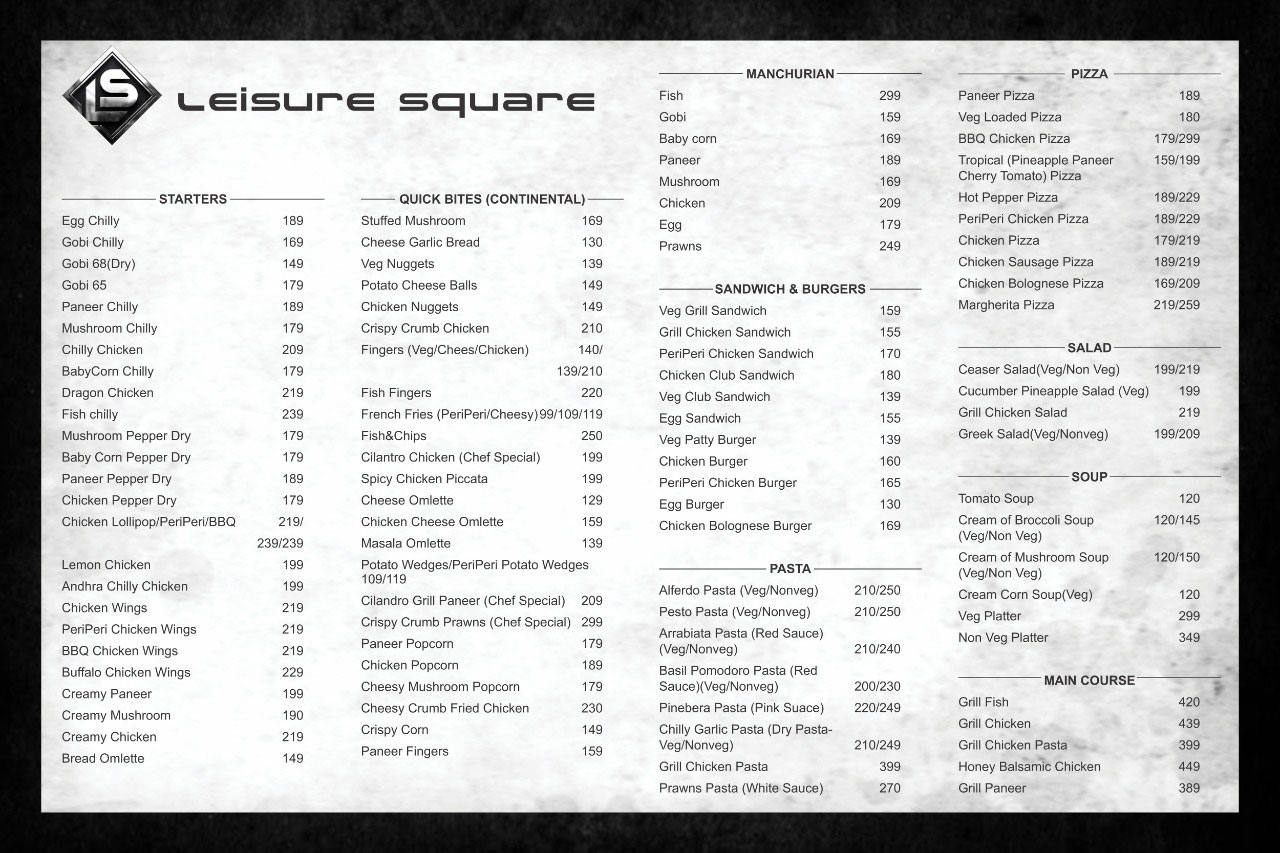 LS
Leisure square
STARTERS
Egg Chilly 189
Gobi Chilly 169
Gobi 68(Dry) 149
Gobi 65 179
Paneer Chilly 189
Mushroom Chilly 179
Chilly Chicken 209
BabyCorn Chilly 179
Dragon Chicken 219
Fish chilly 239
Mushroom Pepper Dry 179
Baby Corn Pepper Dry 179
Paneer Pepper Dry 189
Chicken Pepper Dry 179
Chicken Lollipop/PeriPeri/BBQ 219/
239/239
Lemon Chicken 199
Andhra Chilly Chicken 199
Chicken Wings 219
PeriPeri Chicken Wings 219
BBQ Chicken Wings 219
Buffalo Chicken Wings 229
Creamy Paneer 199
Creamy Mushroom 190
Creamy Chicken 219
Bread Omlette 149
QUICK BITES (CONTINENTAL)
Stuffed Mushroom 169
Cheese Garlic Bread 130
Veg Nuggets 139
Potato Cheese Balls 149
Chicken Nuggets 149
Crispy Crumb Chicken 210
Fingers (Veg/Chees/Chicken) 140/
139/210
Fish Fingers 220
French Fries (PeriPeri/Cheesy)99/109/119
Fish&Chips 250
Cilantro Chicken (Chef Special) 199
Spicy Chicken Piccata 199
Cheese Omlette 129
Chicken Cheese Omlette 159
Masala Omlette 139
Potato Wedges/PeriPeri Potato Wedges
109/119
Cilandro Grill Paneer (Chef Special) 209
Crispy Crumb Prawns (Chef Special) 299
Paneer Popcorn 179
Chicken Popcorn 189
Cheesy Mushroom Popcorn 179
Cheesy Crumb Fried Chicken 230
Crispy Corn 149
Paneer Fingers 159
MANCHURIAN
Fish 299
Gobi 159
Baby corn 169
Paneer 189
Mushroom 169
Chicken 209
Egg 179
Prawns 249
SANDWICH & BURGERS
Veg Grill Sandwich 159
Grill Chicken Sandwich 155
PeriPeri Chicken Sandwich 170
Chicken Club Sandwich 180
Veg Club Sandwich 139
Egg Sandwich 155
Veg Patty Burger 139
Chicken Burger 160
PeriPeri Chicken Burger 165
Egg Burger 130
Chicken Bolognese Burger 169
PASTA
Alferdo Pasta (Veg/Nonveg) 210/250
Pesto Pasta (Veg/Nonveg) 210/250
Arrabiata Pasta (Red Sauce)
(Veg/Nonveg) 210/240
Basil Pomodoro Pasta (Red
Sauce)(Veg/Nonveg) 200/230
Pinebera Pasta (Pink Suace) 220/249
Chilly Garlic Pasta (Dry Pasta-
Veg/Nonveg) 210/249
Grill Chicken Pasta 399
Prawns Pasta (White Sauce) 270
PIZZA
Paneer Pizza 189
Veg Loaded Pizza 180
BBQ Chicken Pizza 179/299
Tropical (Pineapple Paneer 159/199
Cherry Tomato) Pizza
Hot Pepper Pizza 189/229
PeriPeri Chicken Pizza 189/229
Chicken Pizza 179/219
Chicken Sausage Pizza 189/219
Chicken Bolognese Pizza 169/209
Margherita Pizza 219/259
SALAD
Ceaser Salad(Veg/Non Veg) 199/219
Cucumber Pineapple Salad (Veg) 199
Grill Chicken Salad 219
Greek Salad(Veg/Nonveg) 199/209
SOUP
Tomato Soup 120
Cream of Broccoli Soup 120/145
(Veg/Non Veg)
Cream of Mushroom Soup 120/150
(Veg/Non Veg)
Cream Corn Soup(Veg) 120
Veg Platter 299
Non Veg Platter 349
MAIN COURSE
Grill Fish 420
Grill Chicken 439
Grill Chicken Pasta 399
Honey Balsamic Chicken 449
Grill Paneer 389